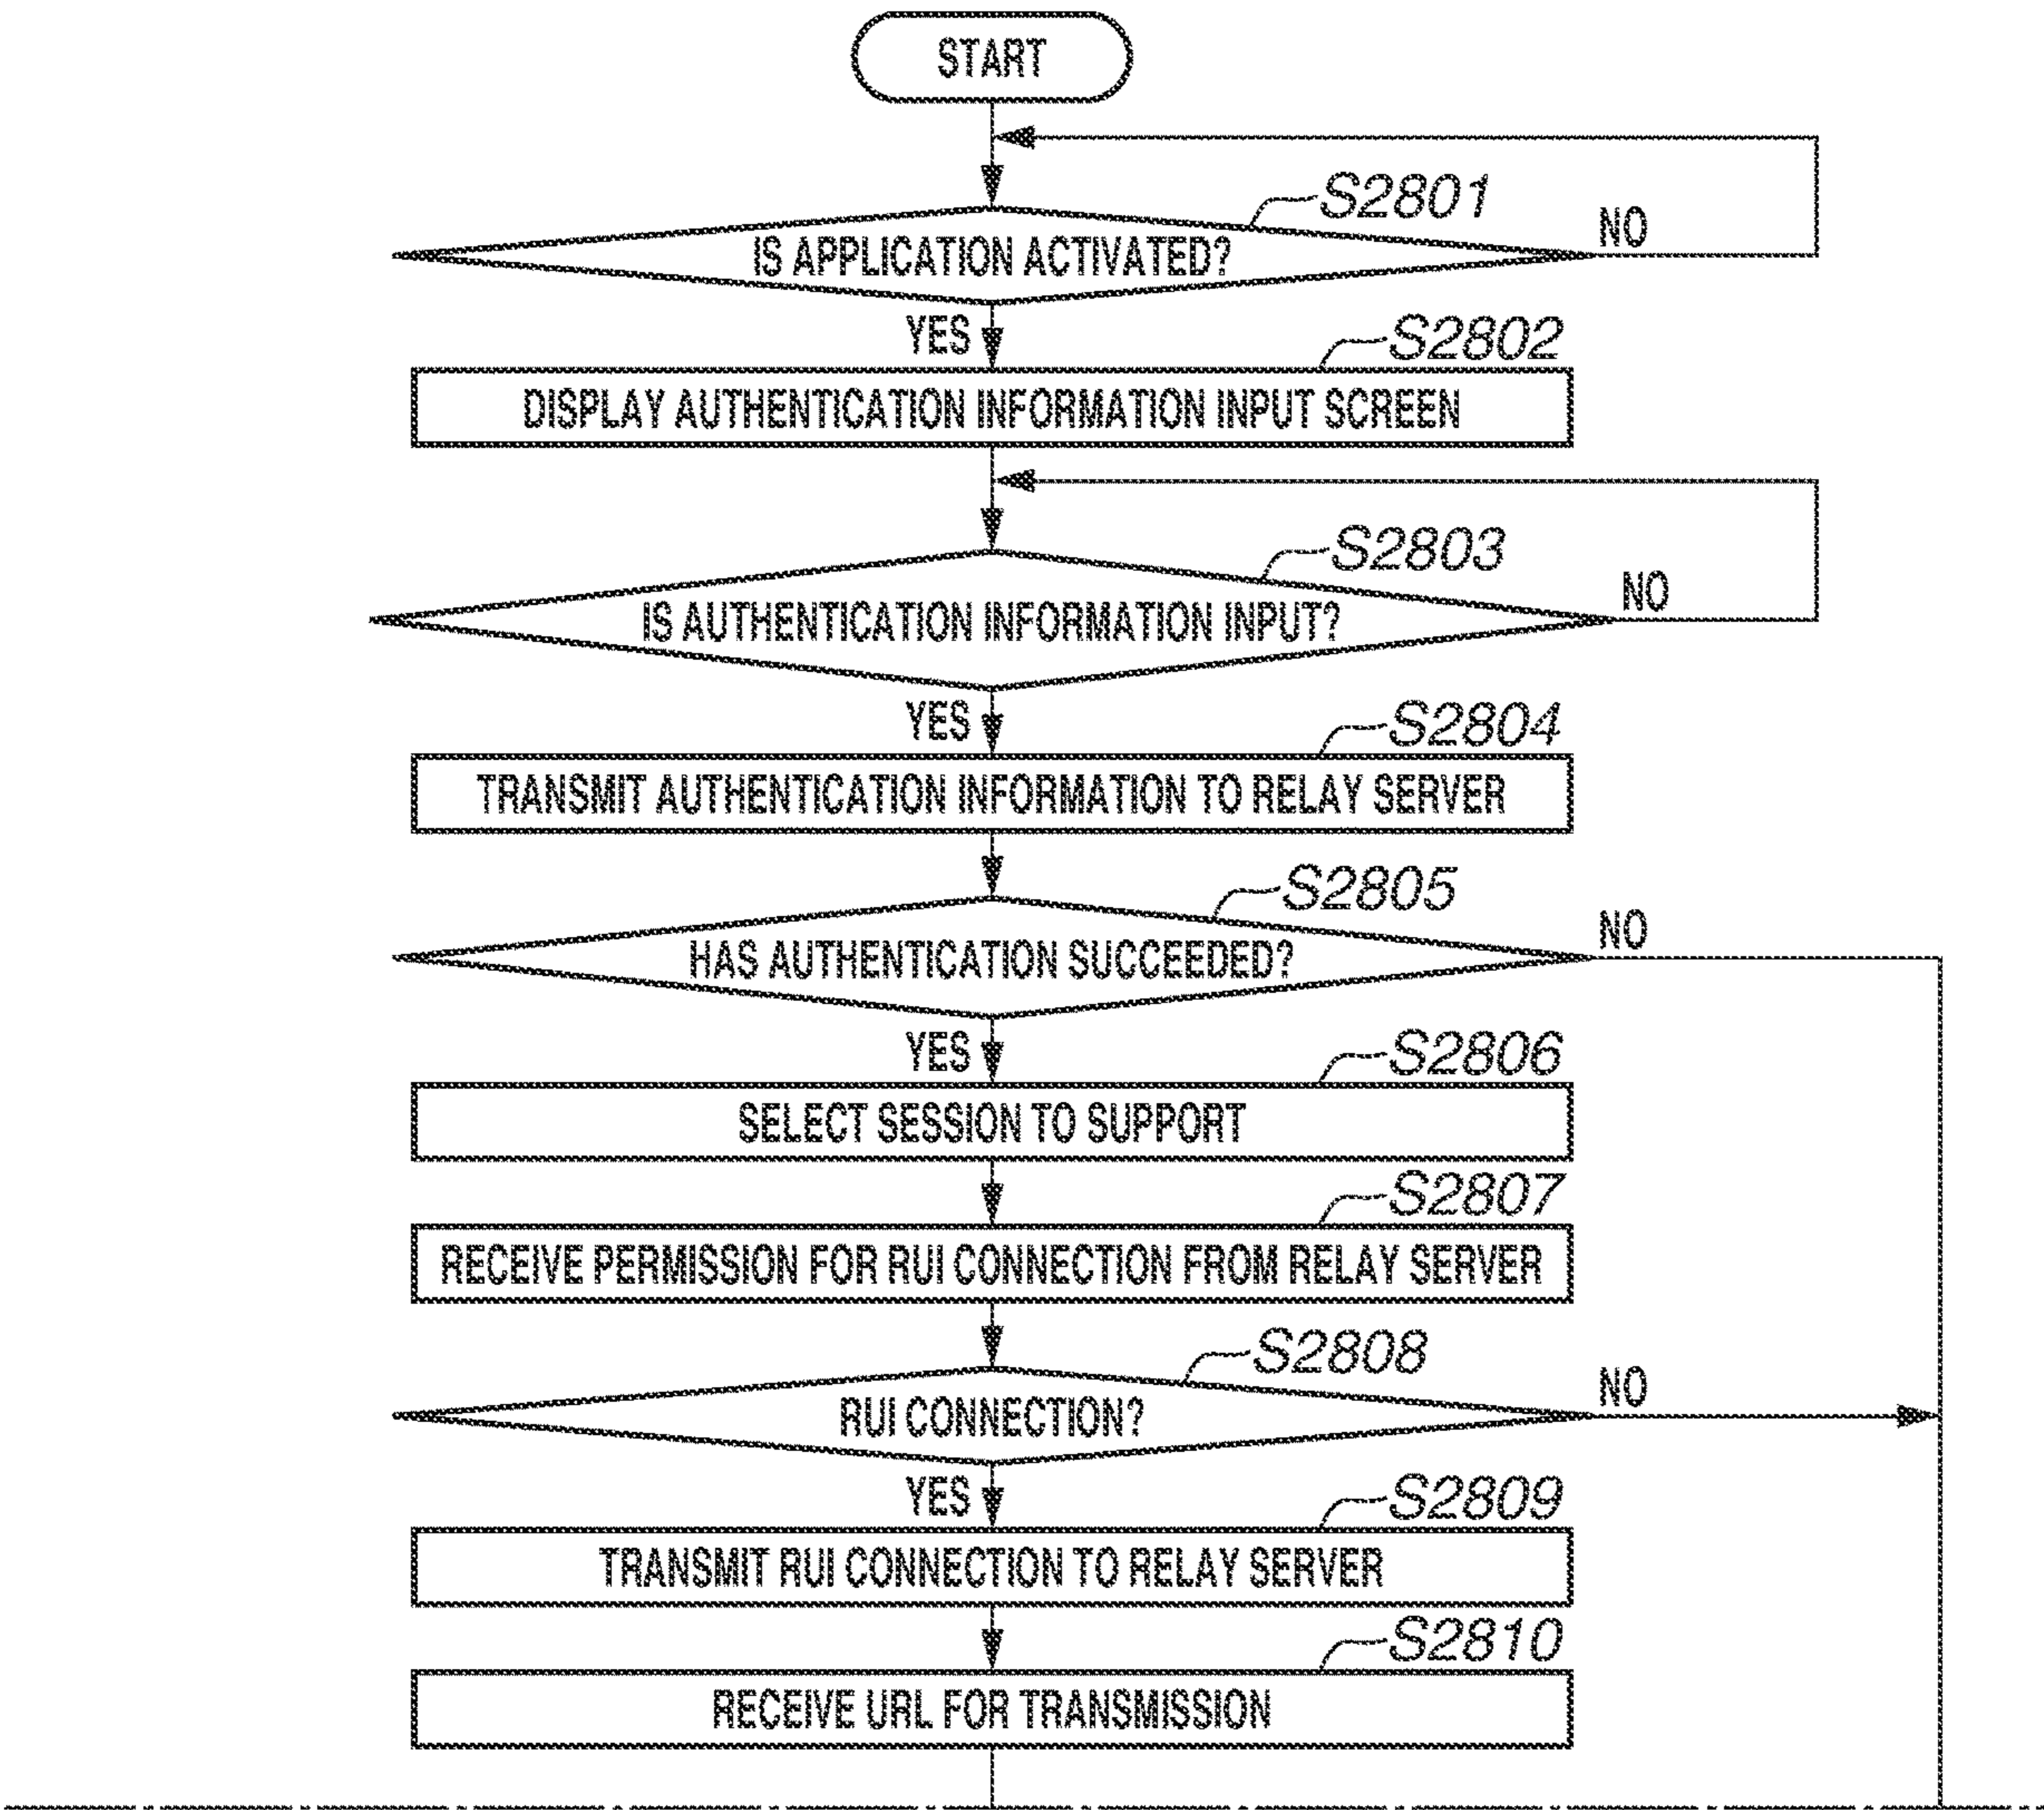 START
S2801
NO
IS APPLICATION ACTIVATED?
YES
S2802
DISPLAY AUTHENTICATION INFORMATION INPUT SCREEN
S2803
NO
IS AUTHENTICATION INFORMATION INPUT?
YES
S2804
TRANSMIT AUTHENTICATION INFORMATION TO RELAY SERVER
S2805
NO
HAS AUTHENTICATION SUCCEEDED?
YES
S2806
SELECT SESSION TO SUPPORT
S2807
RECEIVE PERMISSION FOR RUI CONNECTION FROM RELAY SERVER
S2808
NO
RUI CONNECTION?
YES
S2809
TRANSMIT RUI CONNECTION TO RELAY SERVER
S2810
RECEIVE URL FOR TRANSMISSION